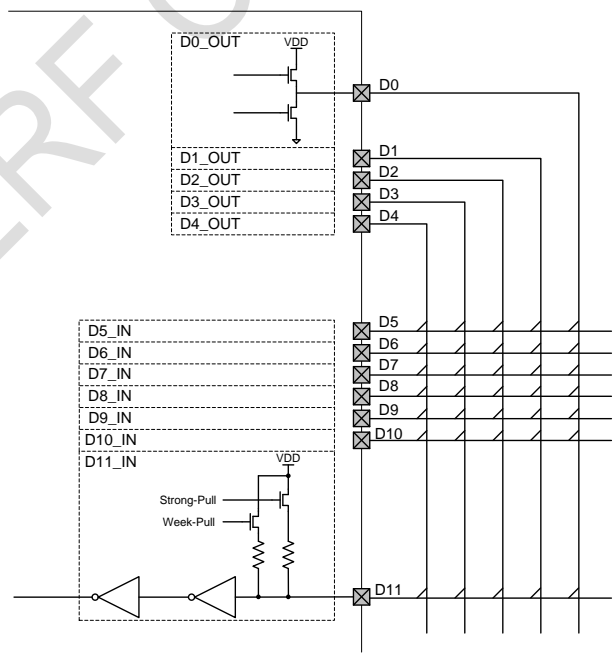 ERF C
D0_OUT VDD
D0
D1_OUT D1
D2_OUT D2
D3_OUT D3
D4_OUT D4
D5_IN D5
D6_IN D6
D7_IN D7
D8_IN D8
D9_IN D9
D10_IN D10
D11_IN VDD
Strong-Pull
Week-Pull
D11